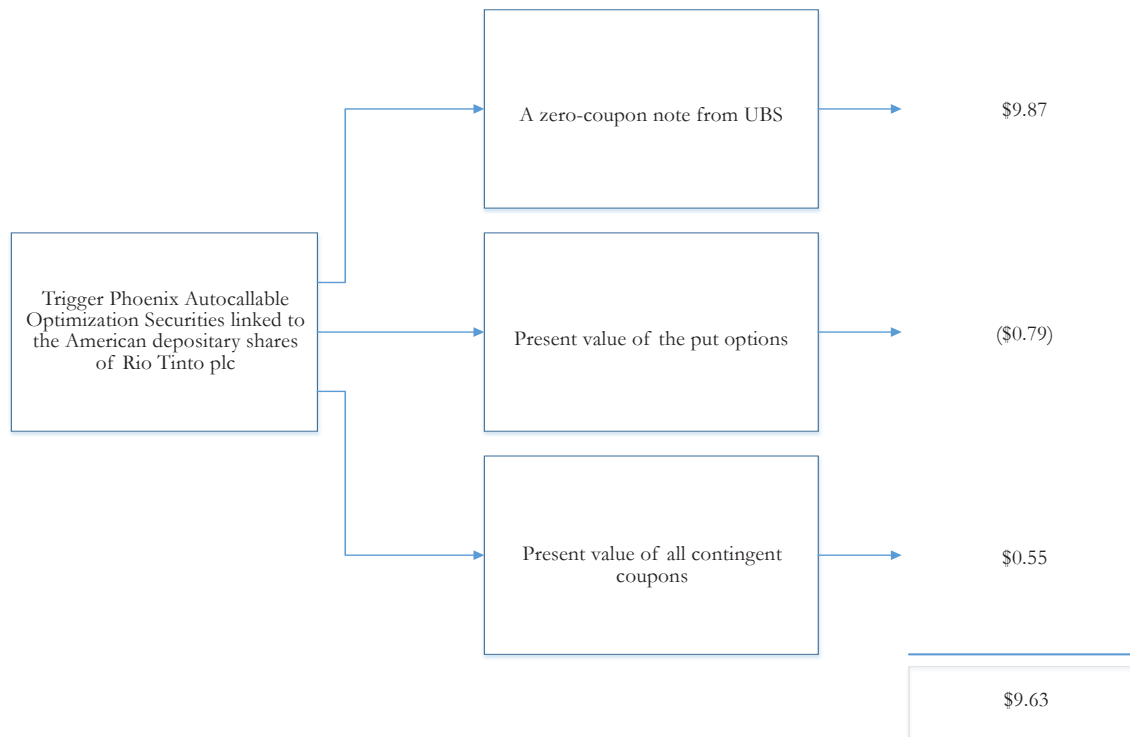 A zero-coupon note from UBS
$9.87
Trigger Phoenix Autocallable
Optimization Securities linked to
the American depositary shares
of Rio Tinto plc
Present value of the put options
($0.79)
Present value of all contingent
coupons
$0.55
$9.63